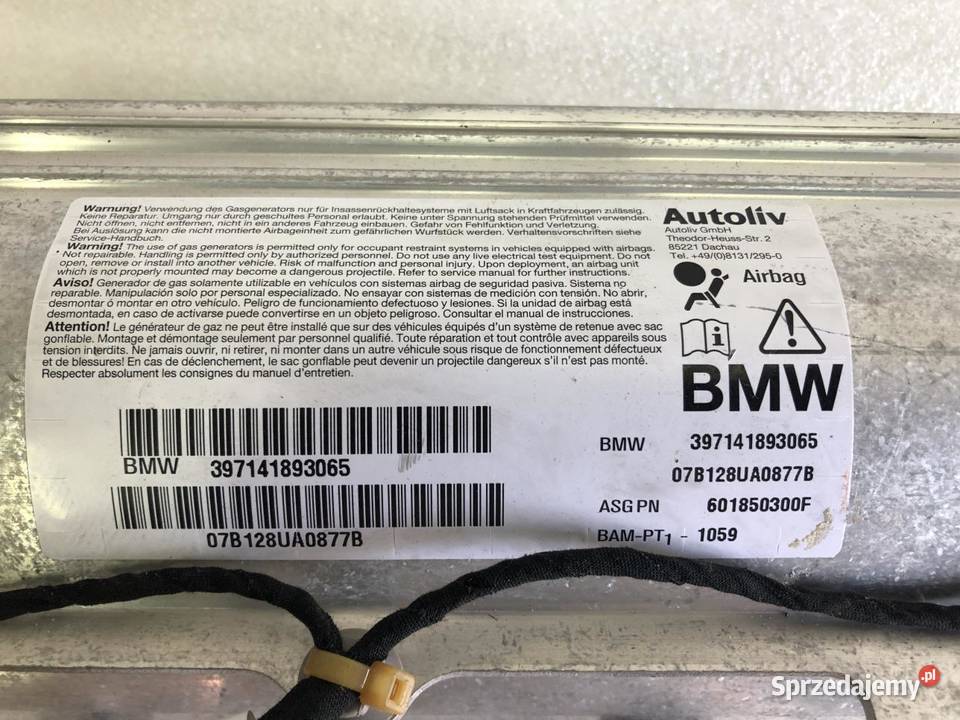 Warnung! Verwendung des Gasgenerators nur für Insassenrückhaltesysteme mit Luftsack in Kraftfahrzeugen zulässig.
Keine Reparatur. Umgang nur durch geschultes Personal erlaubt. Keine unter Spannung stehenden Prüfmittel verwenden.
Nicht öffnen, nicht entfernen, nicht in ein anderes Fahrzeug einbauen. Gefahr von Fehlfunktion und Verletzung.
Bei Auslösung kann die nicht montierte Airbageinheit zum gefährlichen Wurfstück werden. Verhaltensvorschriften siehe
Service-Handbuch.
Warning! The use of gas generators is permitted only for occupant restraint systems in vehicles equipped with airbags.
Not repairable. Handling is permitted only by authorized personnel. Do not use any live electrical test equipment. Do not
open, remove or install into another vehicle. Risk of malfunction and personal injury. Upon deployment, an airbag unit
which is not properly mounted may become a dangerous projectile. Refer to service manual for further instructions.
Aviso! Generador de gas solamente utilizable en vehículos con sistemas airbag de seguridad pasiva. Sistema no
reparable. Manipulación solo por personal especializado. No ensayar con sistemas de medición con tensión. No abrir,
desmontar ó montar en otro vehículo. Peligro de funcionamiento defectuoso y lesiones. Si la unidad de airbag está
desmontada, en caso de activarse puede convertirse en un objeto peligroso. Consultar el manual de instrucciones.
Attention! Le générateur de gaz ne peut être installé que sur des véhicules équipés d'un système de retenue avec sac
gonflable. Montage et démontage seulement par personnel qualifié. Toute réparation et tout contrôle avec appareils sous
tension interdits. Ne jamais ouvrir, ni retirer, ni monter dans un autre véhicule sous risque de fonctionnement défectueux
et de blessures! En cas de déclenchement, le sac gonflable peut devenir un projectile dangereux s'il n'est pas monté.
Respecter absolument les consignes du manuel d'entretien.
Autoliv
Autoliv GmbH
Theodor-Heuss-Str. 2
85221 Dachau
Tel. +49/(0)8131/295-0
Airbag
BMW
BMW 397141893065
07B128UA0877B
BMW 397141893065
07B128UA0877B
ASG PN 601850300F
BAM-PT1 - 1059
Sprzedajemy.pl